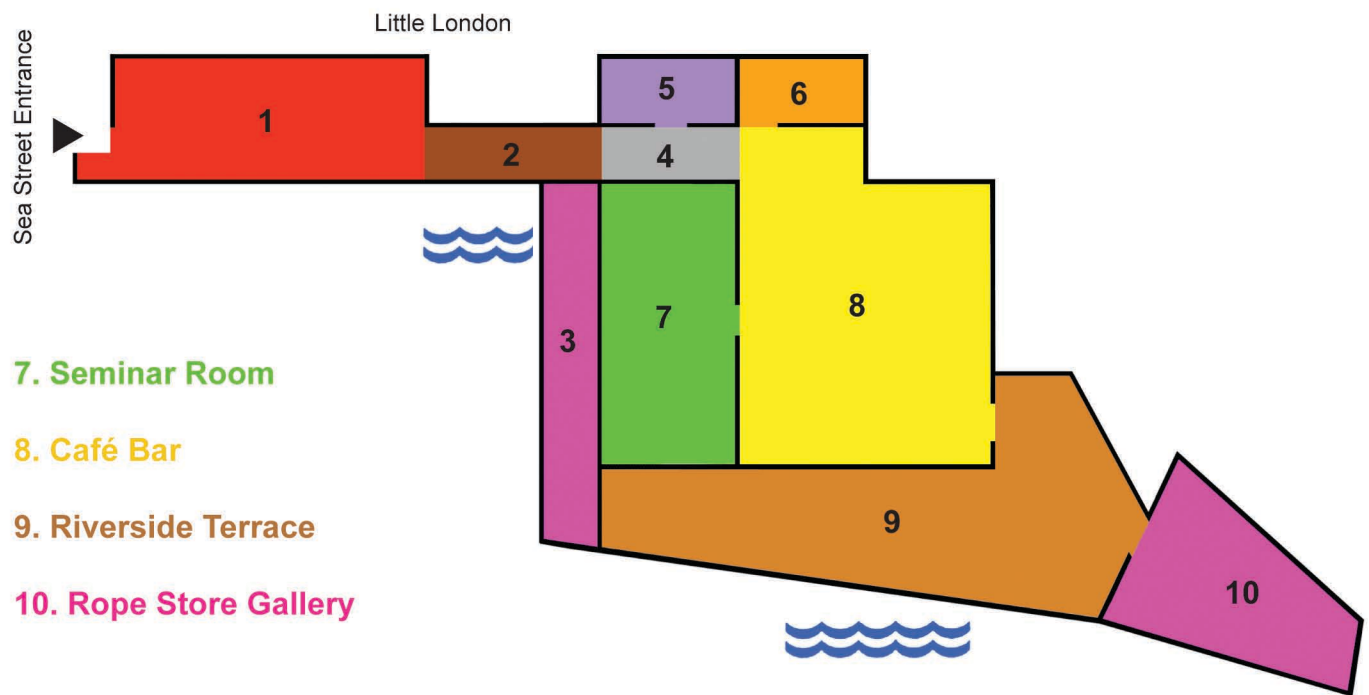 Little London
Sea Street Entrance
1
2
3
4
5
6
7
8
9
10
7. Seminar Room
8. Café Bar
9. Riverside Terrace
10. Rope Store Gallery